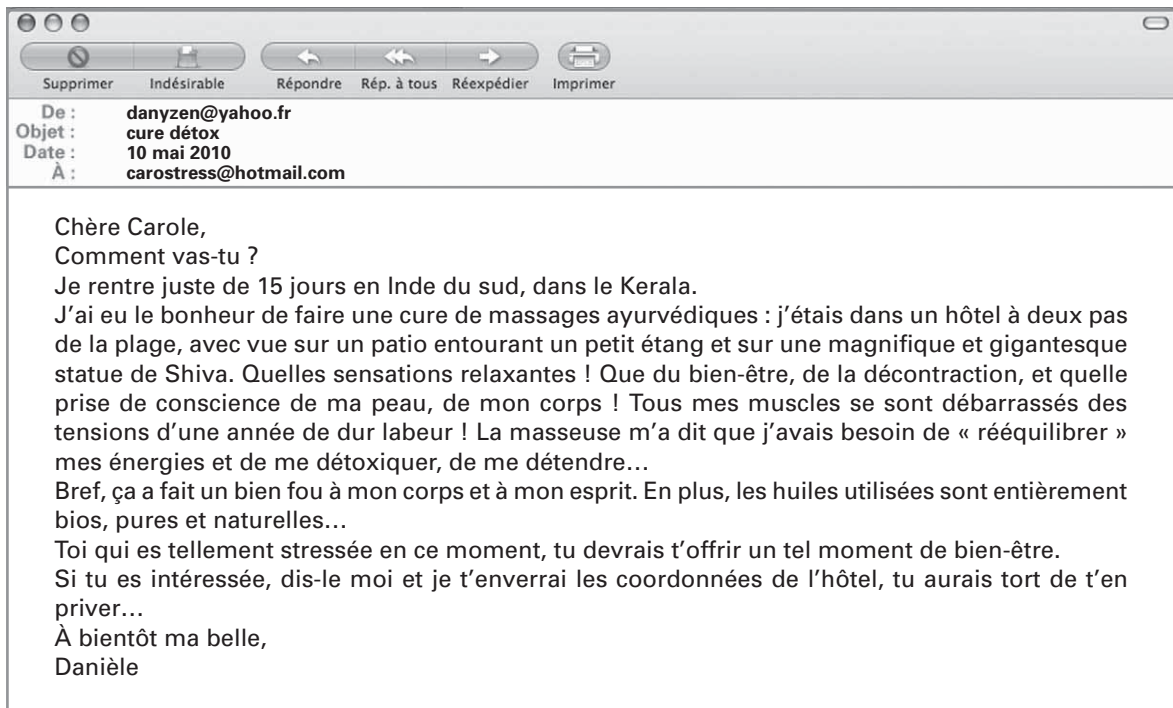 Supprimer Indésirable Répondre Rép. à tous Réexpédier Imprimer
De : danyzen@yahoo.fr
Objet : cure détox
Date : 10 mai 2010
À : carostress@hotmail.com
Chère Carole,
Comment vas-tu ?
Je rentre juste de 15 jours en Inde du sud, dans le Kerala.
J’ai eu le bonheur de faire une cure de massages ayurvédiques : j’étais dans un hôtel à deux pas
de la plage, avec vue sur un patio entourant un petit étang et sur une magnifique et gigantesque
statue de Shiva. Quelles sensations relaxantes ! Que du bien-être, de la décontraction, et quelle
prise de conscience de ma peau, de mon corps ! Tous mes muscles se sont débarrassés des
tensions d’une année de dur labeur ! La masseuse m’a dit que j’avais besoin de « rééquilibrer »
mes énergies et de me détoxiquer, de me détendre…
Bref, ça a fait un bien fou à mon corps et à mon esprit. En plus, les huiles utilisées sont entièrement
bios, pures et naturelles…
Toi qui es tellement stressée en ce moment, tu devrais t’offrir un tel moment de bien-être.
Si tu es intéressée, dis-le moi et je t’enverrai les coordonnées de l’hôtel, tu aurais tort de t’en
priver…
À bientôt ma belle,
Danièle